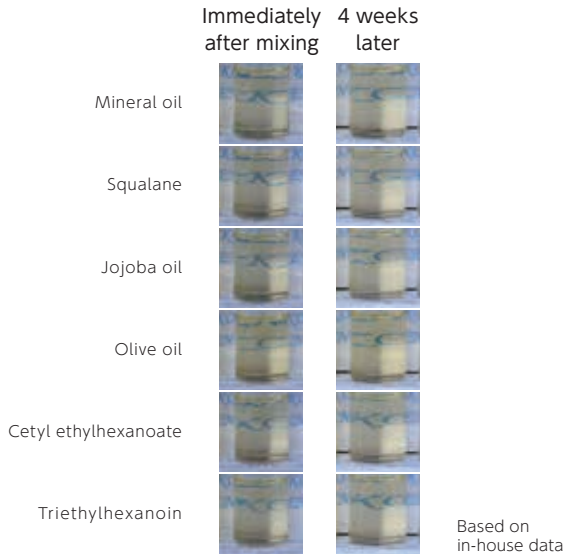 Immediately after mixing
4 weeks later
Mineral oil
Squalane
Jojoba oil
Olive oil
Cetyl ethylhexanoate
Triethylhexanoin
Based on
in-house data